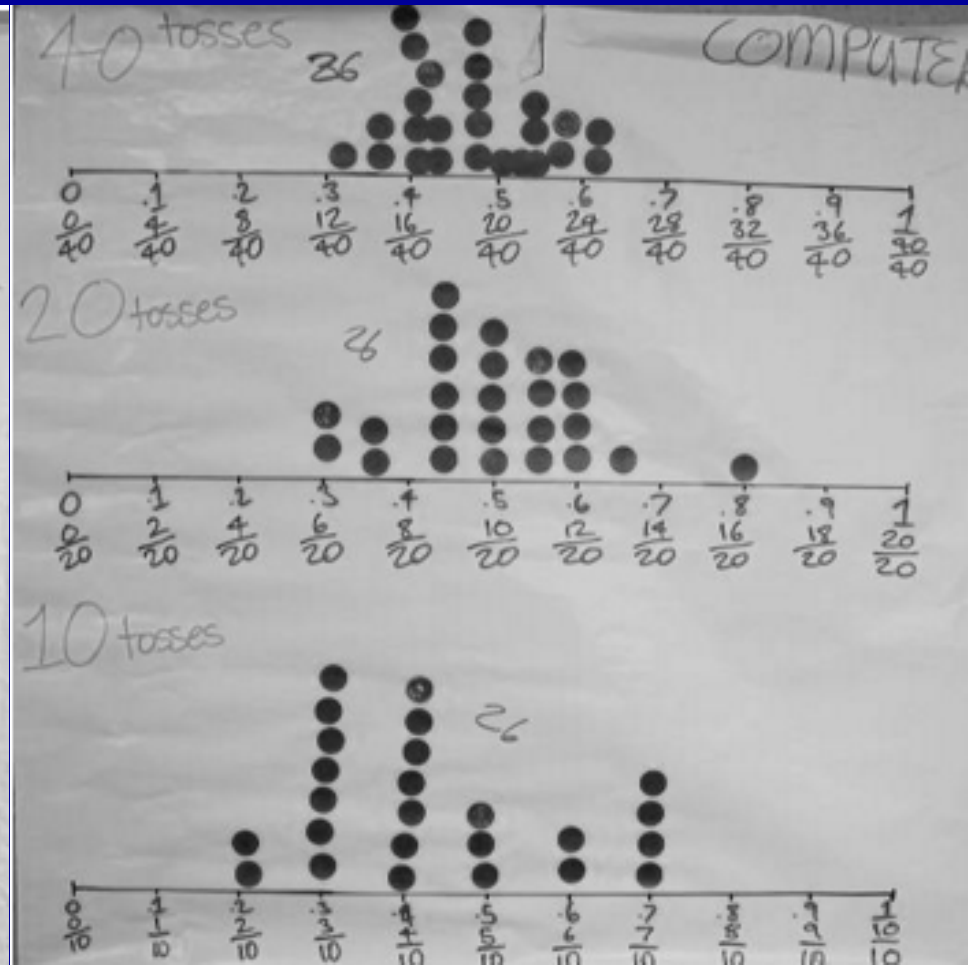 40 tosses
36
COMPUTE
0 .1 .2 .3 .4 .5 .6 .7 .8 .9 1
0/40 4/40 8/40 12/40 16/40 20/40 24/40 28/40 32/40 36/40 40/40
20 tosses
26
0 .1 .2 .3 .4 .5 .6 .7 .8 .9 1
0/20 2/20 4/20 6/20 8/20 10/20 12/20 14/20 16/20 18/20 20/20
10 tosses
26
0 .1 .2 .3 .4 .5 .6 .7 .8 .9 1
0/10 1/10 2/10 3/10 4/10 5/10 6/10 7/10 8/10 9/10 10/10